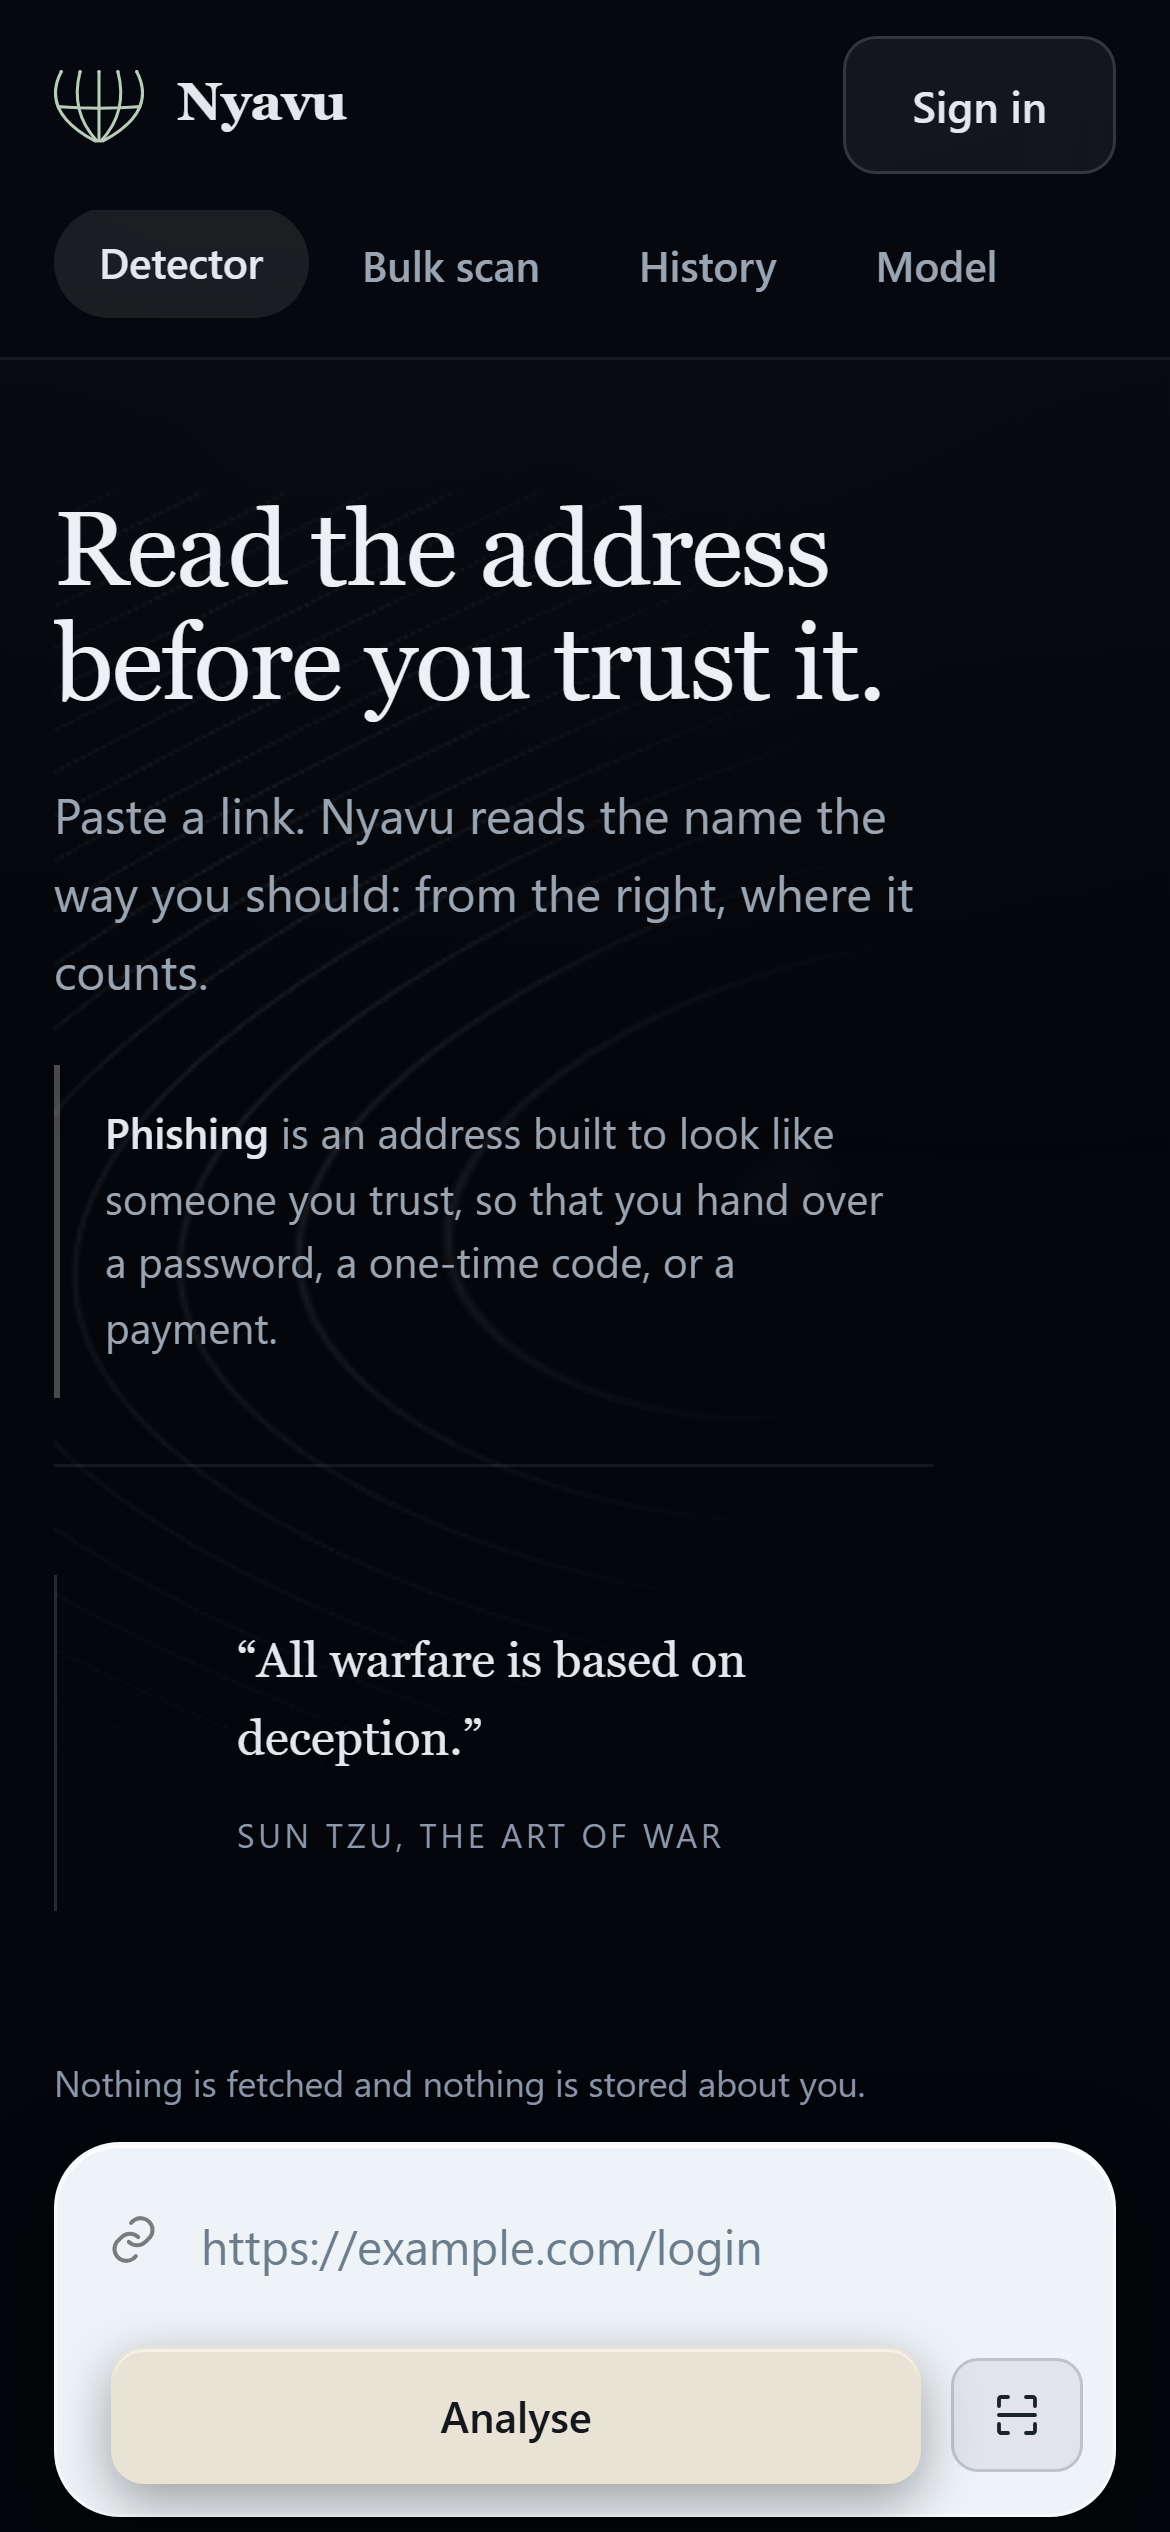 Nyavu
Sign in
Detector
Bulk scan
History
Model
Read the address
before you trust it.
Paste a link. Nyavu reads the name the
way you should: from the right, where it
counts.
Phishing is an address built to look like
someone you trust, so that you hand over
a password, a one-time code, or a
payment.
“All warfare is based on
deception.”
SUN TZU, THE ART OF WAR
Nothing is fetched and nothing is stored about you.
https://example.com/login
Analyse